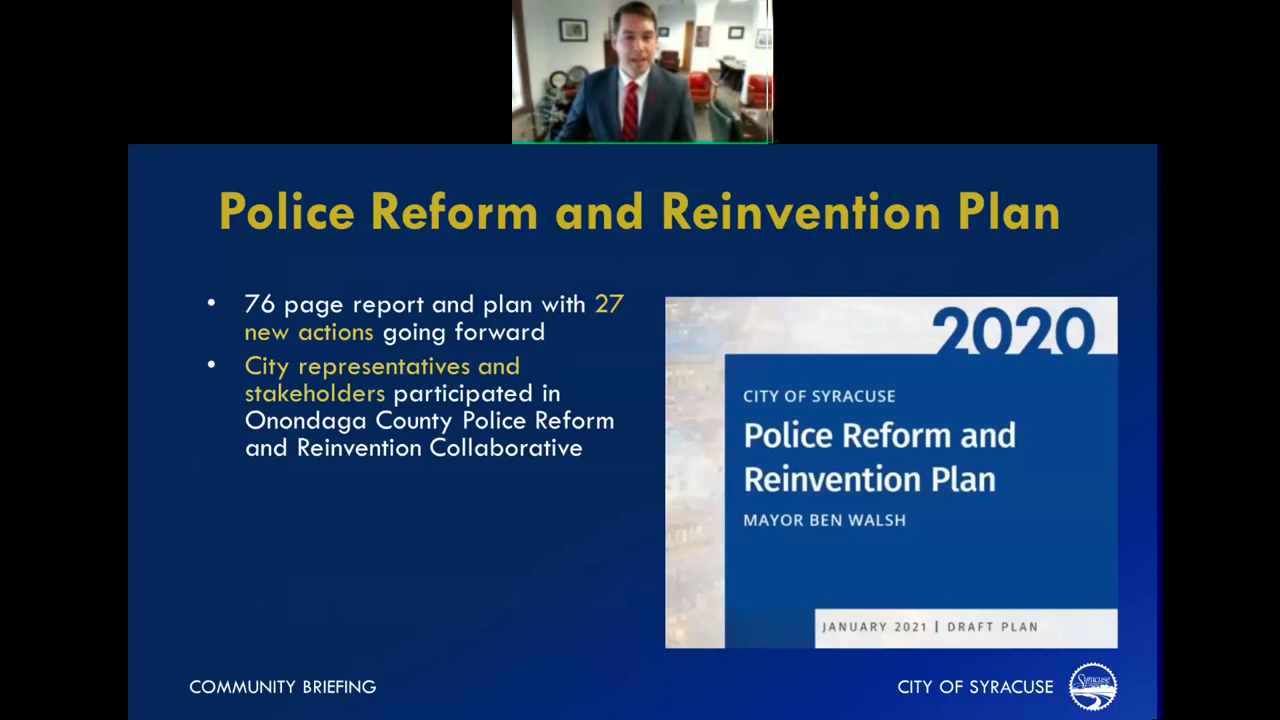 Police Reform and Reinvention Plan
• 76 page report and plan with 27
new actions going forward
• City representatives and
stakeholders participated in
Onondaga County Police Reform
and Reinvention Collaborative
2020
CITY OF SYRACUSE
Police Reform and
Reinvention Plan
MAYOR BEN WALSH
JANUARY 2021 | DRAFT PLAN
COMMUNITY BRIEFING
CITY OF SYRACUSE
Syracuse